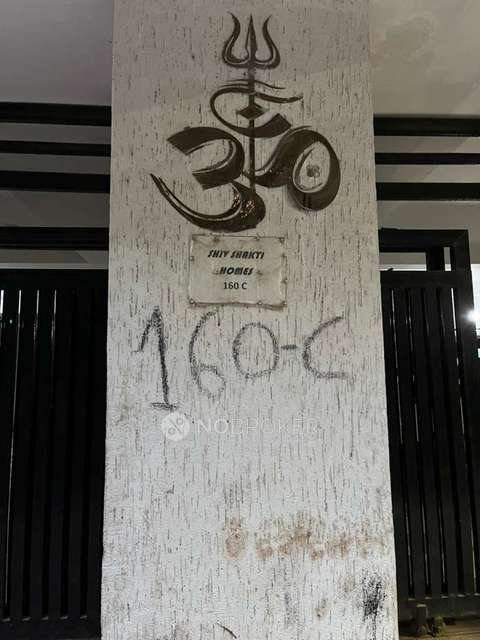 ॐ
SHIV SHAKTI
HOMES
160 C
160-C
NOBROKER